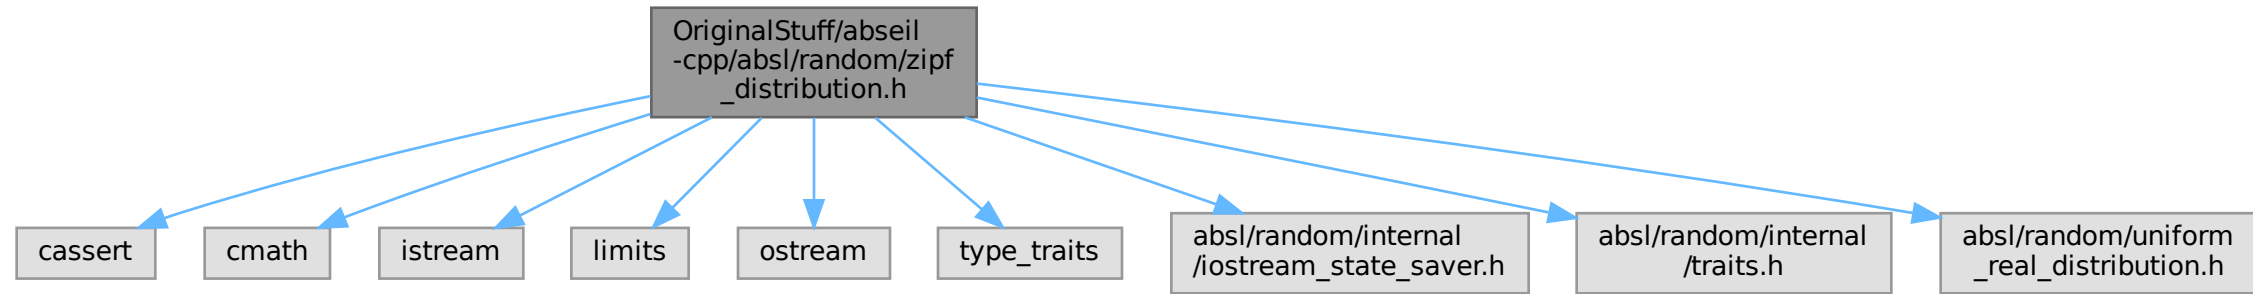 OriginalStuff/abseil
-cpp/absl/random/zipf
_distribution.h
cassert
cmath
istream
limits
ostream
type_traits
absl/random/internal
/iostream_state_saver.h
absl/random/internal
/traits.h
absl/random/uniform
_real_distribution.h